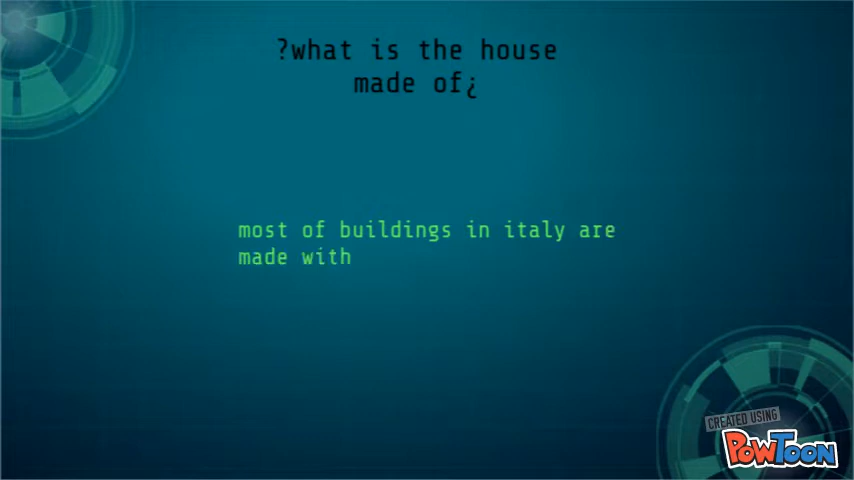 ?what is the house
made of¿
most of buildings in italy are
made with
CREATED USING
POWTOON